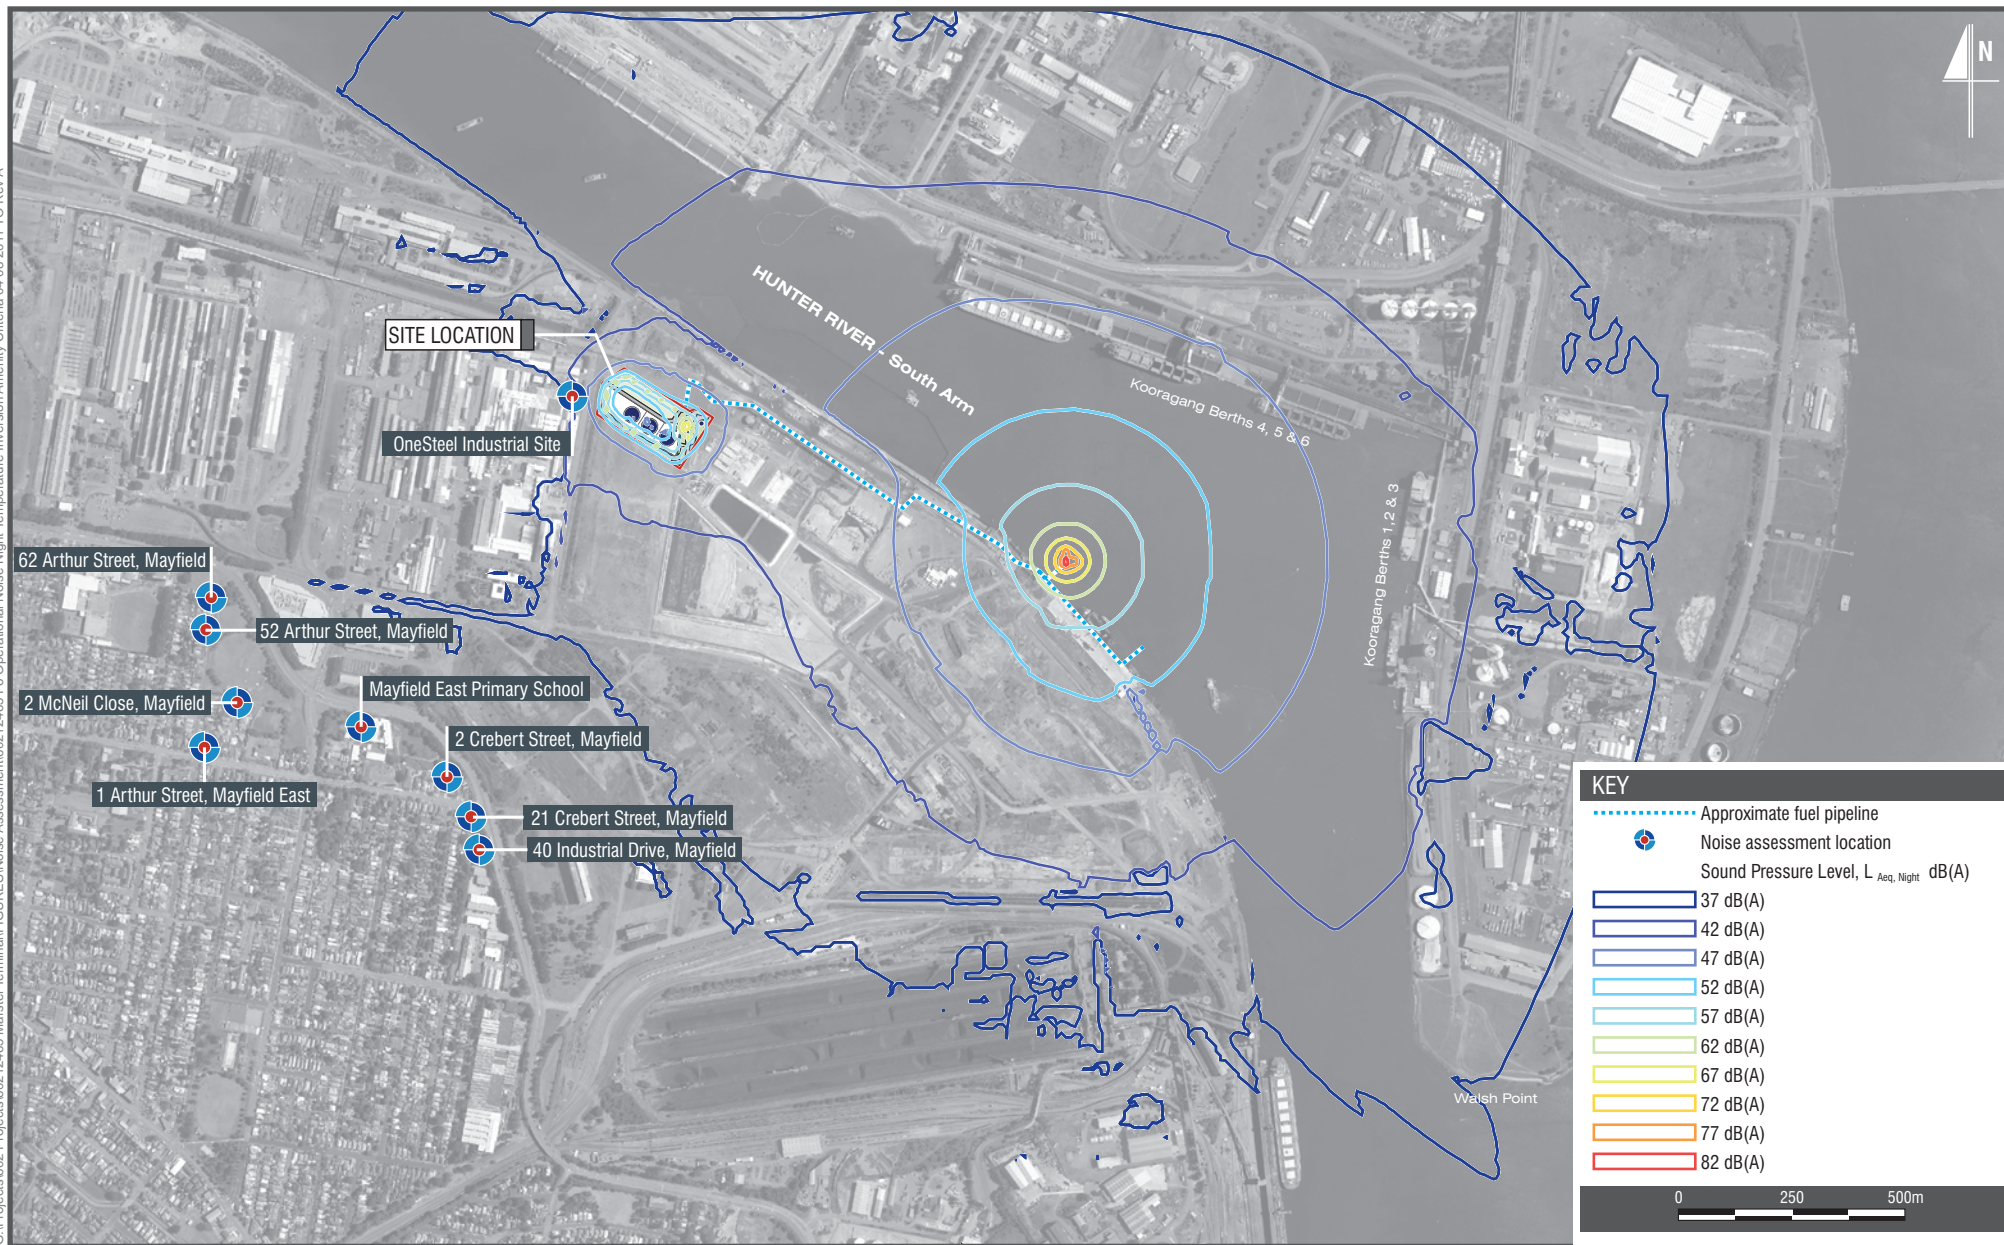 N
HUNTER RIVER - South Arm
SITE LOCATION
Kooragang Berths 4, 5 & 6
OneSteel Industrial Site
Kooragang Berths 1,2 & 3
62 Arthur Street, Mayfield
52 Arthur Street, Mayfield
Mayfield East Primary School
2 McNeil Close, Mayfield
2 Crebert Street, Mayfield
1 Arthur Street, Mayfield East
21 Crebert Street, Mayfield
40 Industrial Drive, Mayfield
Walsh Point
KEY
Approximate fuel pipeline
Noise assessment location
Sound Pressure Level, L Aeq, Night dB(A)
37 dB(A)
42 dB(A)
47 dB(A)
52 dB(A)
57 dB(A)
62 dB(A)
67 dB(A)
72 dB(A)
77 dB(A)
82 dB(A)
0 250 500m